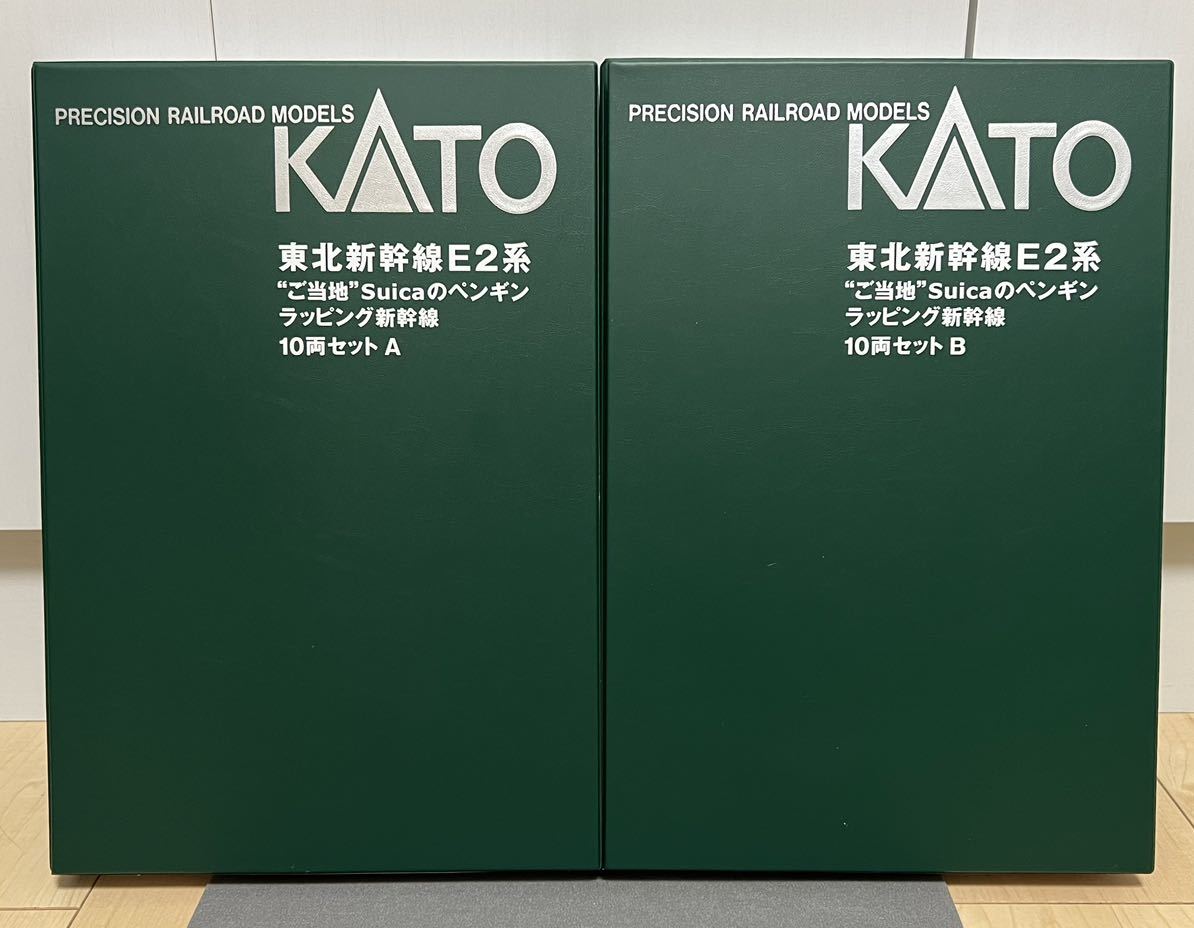 PRECISION RAILROAD MODELS
KATO
東北新幹線E2系
“ご当地”Suicaのペンギン
ラッピング新幹線
10両セット A
PRECISION RAILROAD MODELS
KATO
東北新幹線E2系
“ご当地”Suicaのペンギン
ラッピング新幹線
10両セット B